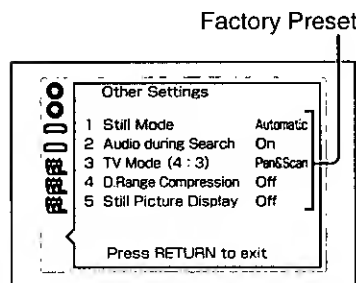 Factory Preset
Other Settings
1 Still Mode Automatic
2 Audio during Search On
3 TV Mode (4 : 3) Pan&Scan
4 D.Range Compression Off
5 Still Picture Display Off
Press RETURN to exit